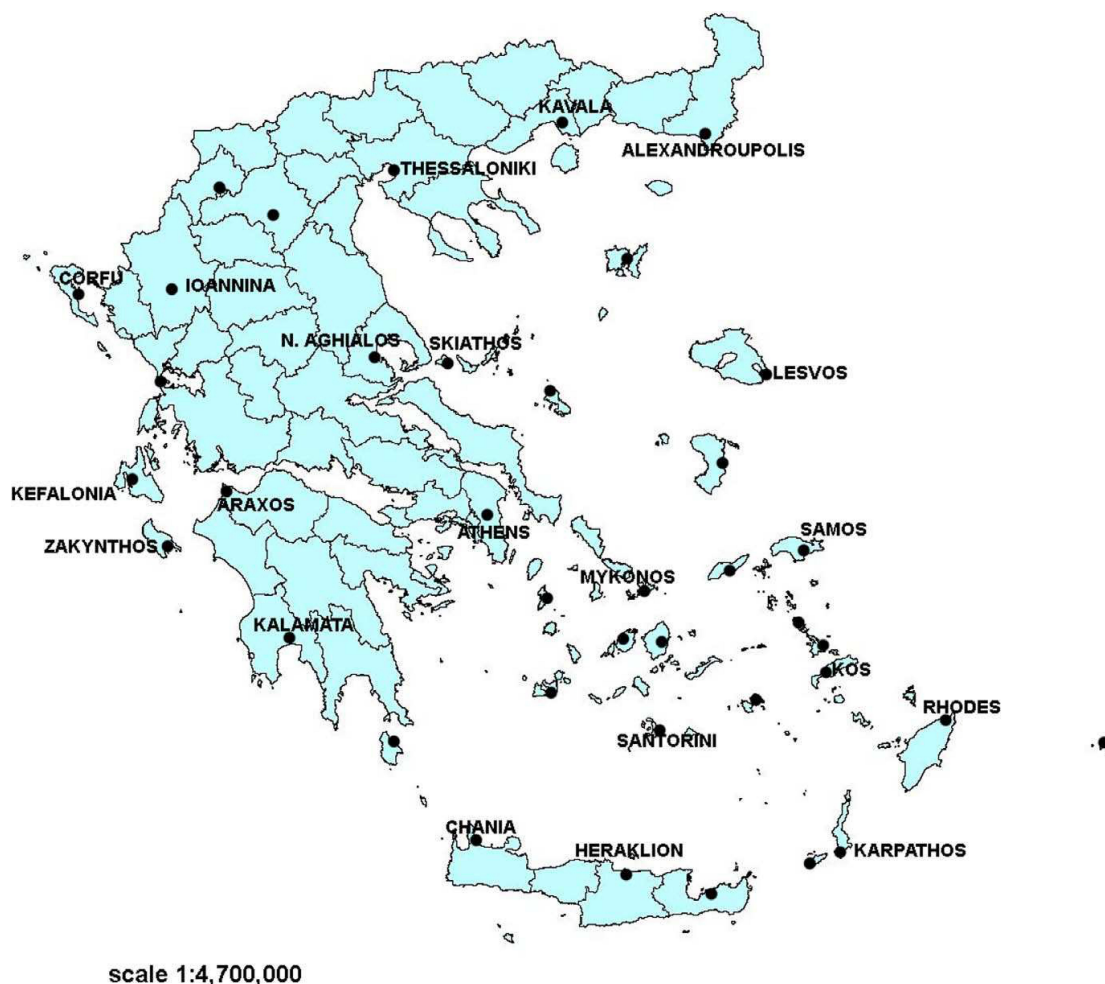 KAVALA
ALEXANDROUPOLIS
THESSALONIKI
CORFU
IOANNINA
N. AGHIALOS
SKIATHOS
LESVOS
KEFALONIA
ARAXOS
ATHENS
SAMOS
ZAKYNTHOS
MYKONOS
KALAMATA
KOS
RHODES
SANTORINI
CHANIA
HERAKLION
KARPATHOS
scale 1:4,700,000